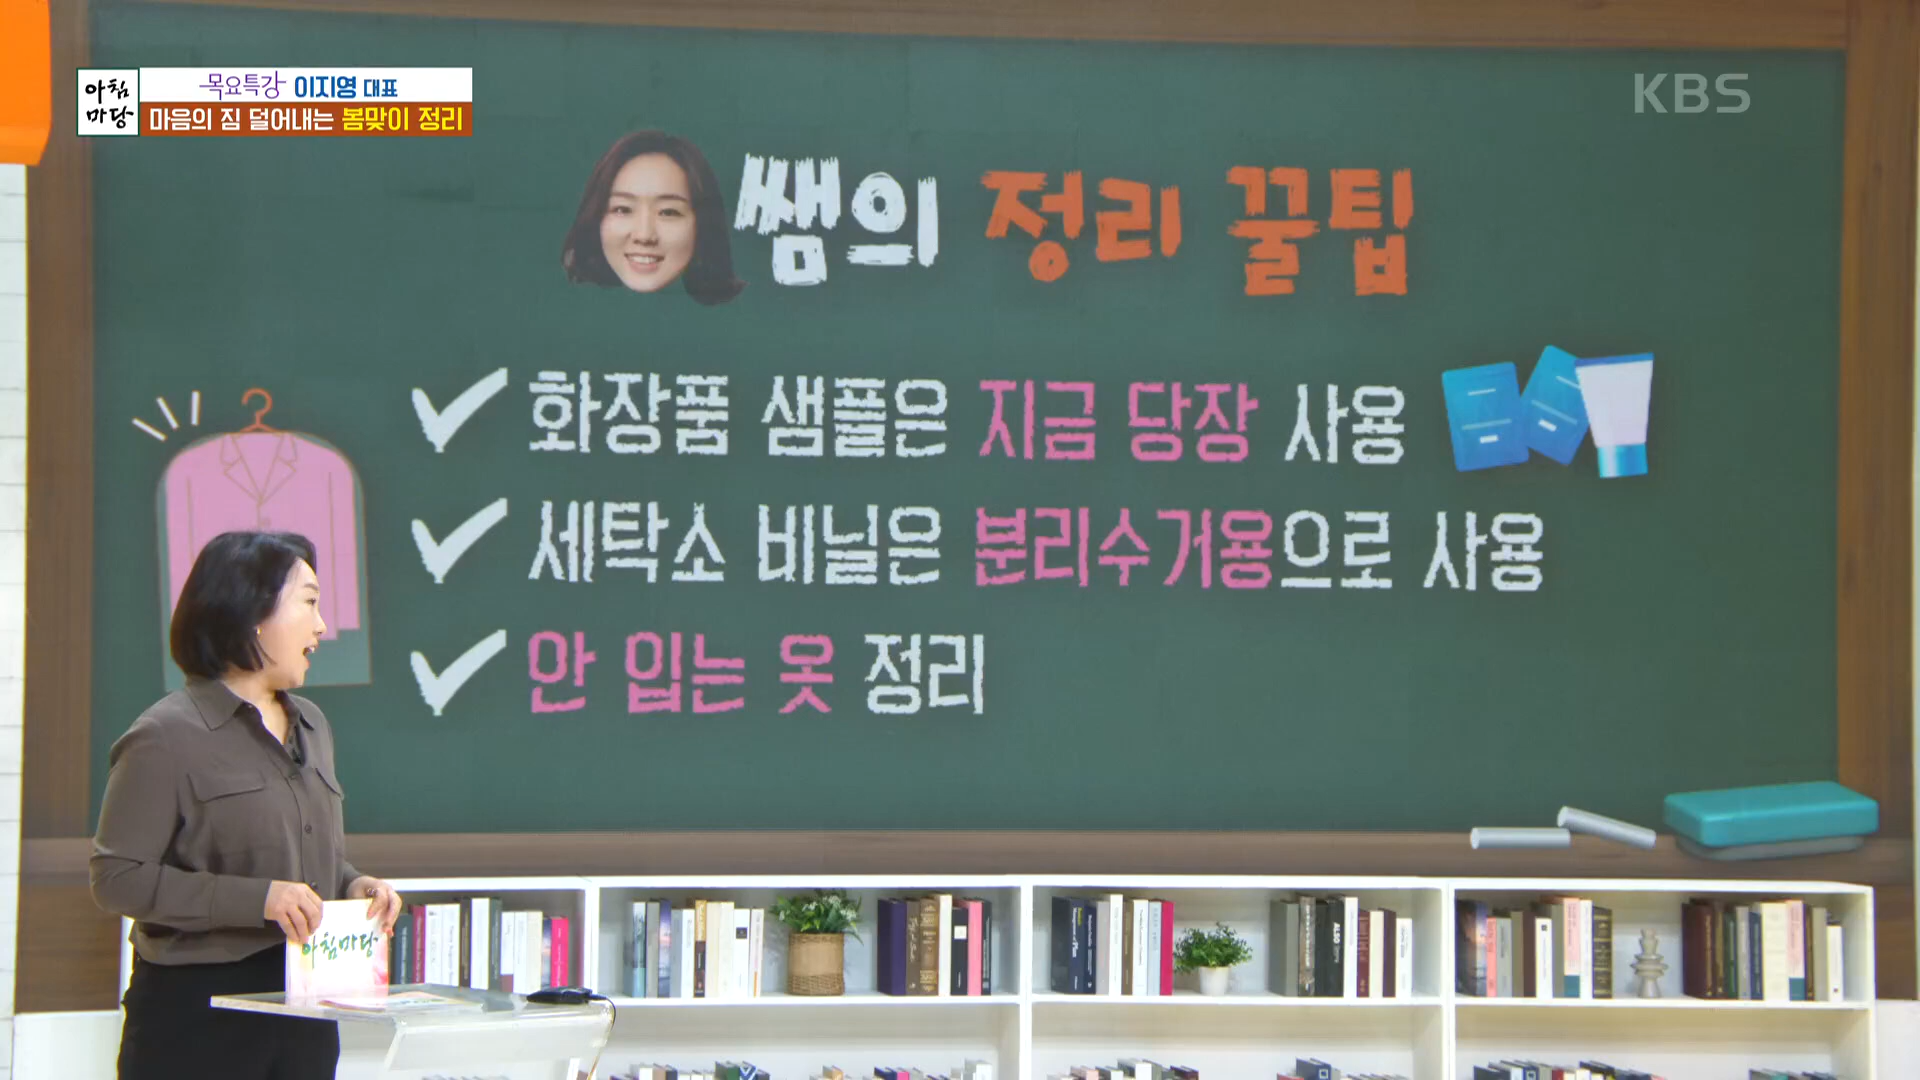 아침
마당
목요특강 이지영 대표
마음의 짐 덜어내는 봄맞이 정리
KBS
쌤의 정리 꿀팁
화장품 샘플은 지금 당장 사용
세탁소 비닐은 분리수거용으로 사용
안 입는 옷 정리
아침마당
ALSO